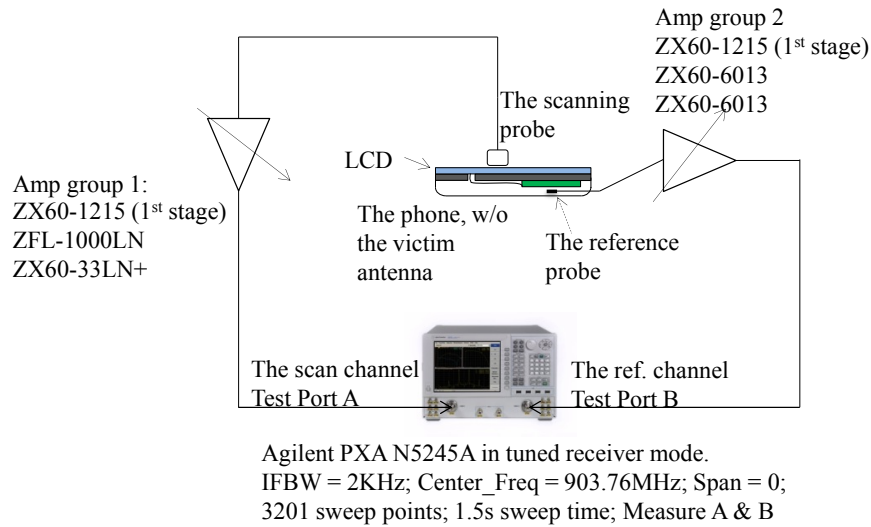 Amp group 2
ZX60-1215 (1st stage)
ZX60-6013
ZX60-6013
The scanning
probe
LCD
Amp group 1:
ZX60-1215 (1st stage)
ZFL-1000LN
ZX60-33LN+
The phone, w/o
the victim
antenna
The reference
probe
The scan channel
Test Port A
The ref. channel
Test Port B
Agilent PXA N5245A in tuned receiver mode.
IFBW = 2KHz; Center_Freq = 903.76MHz; Span = 0;
3201 sweep points; 1.5s sweep time; Measure A & B